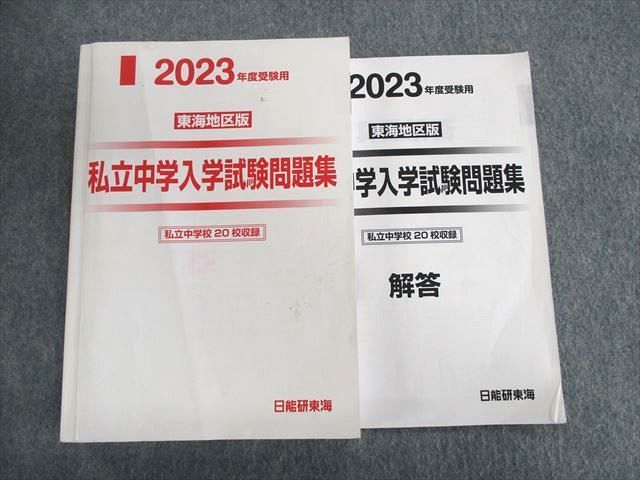 2023年度受験用
東海地区版
私立中学入学試験問題集
私立中学校20校収録
日能研東海
2023年度受験用
東海地区版
中学入学試験問題集
私立中学校20校収録
解答
日能研東海